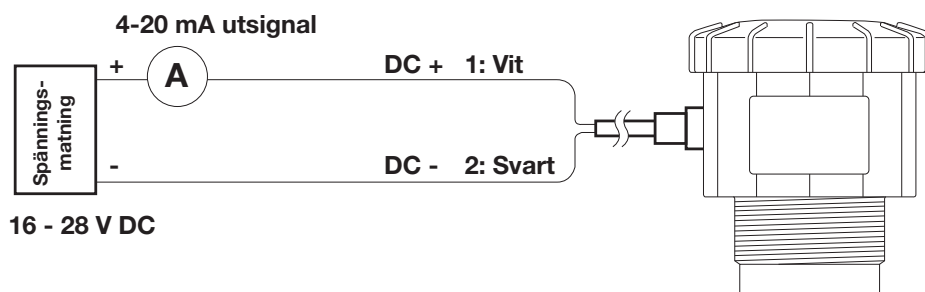 4-20 mA utsignal
+ A DC + 1: Vit
Spännings-
matning
- DC - 2: Svart
16 - 28 V DC